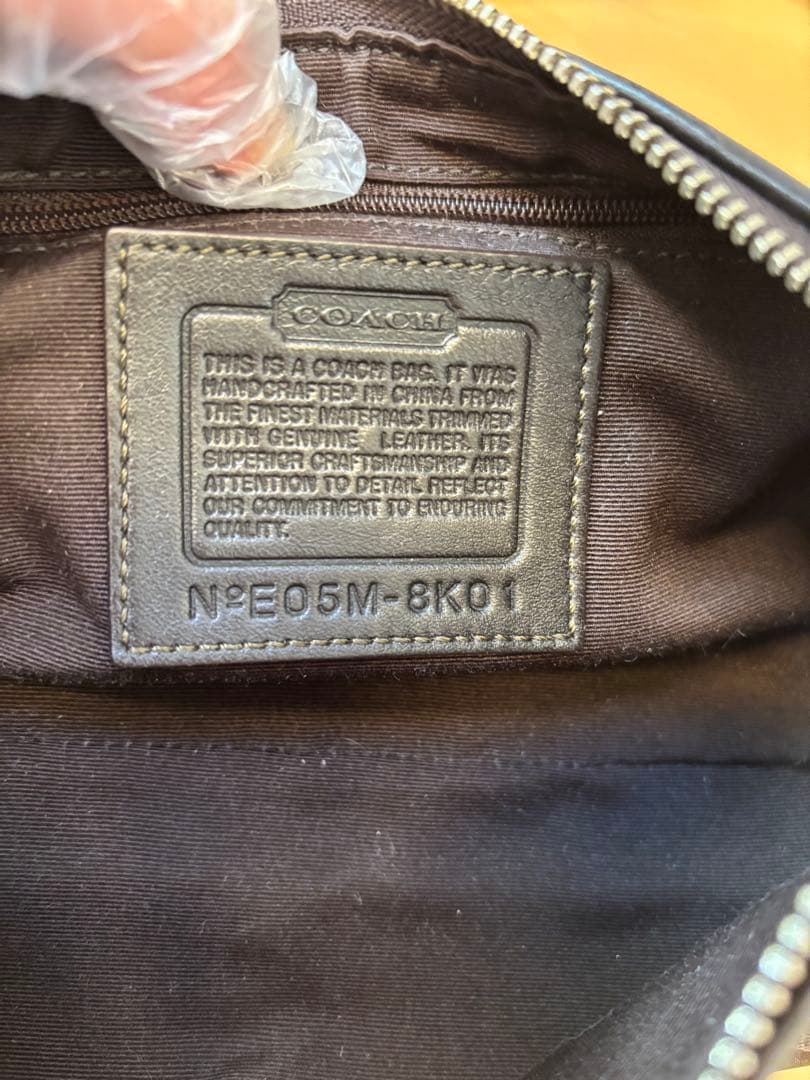 COACH
THIS IS A COACH BAG. IT WAS
HANDCRAFTED IN CHINA FROM
THE FINEST MATERIALS TRIMMED
WITH GENUINE LEATHER. ITS
SUPERIOR CRAFTSMANSHIP AND
ATTENTION TO DETAIL REFLECT
OUR COMMITMENT TO ENDURING
QUALITY.
NºE05M-8K01